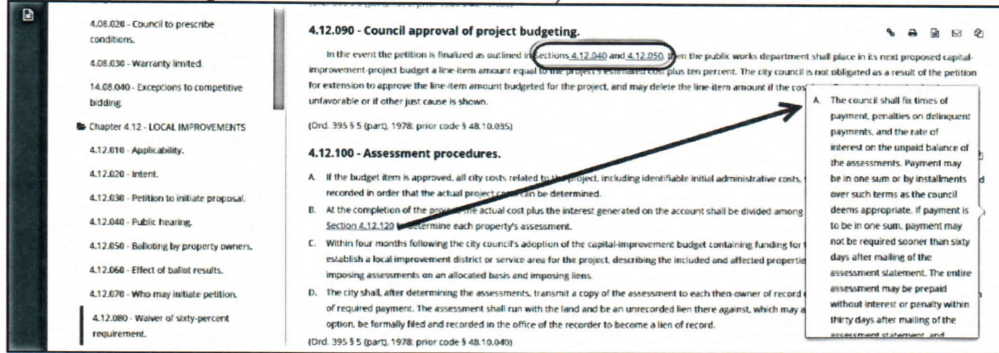 4.08.020 - Council to prescribe
conditions.
4.08.030 - Warranty limited.
14.08.040 - Exceptions to competitive
bidding.
Chapter 4.12 - LOCAL IMPROVEMENTS
4.12.010 - Applicability.
4.12.020 - Intent.
4.12.030 - Petition to initiate proposal.
4.12.040 - Public hearing.
4.12.050 - Balloting by property owners.
4.12.060 - Effect of ballot results.
4.12.070 - Who may initiate petition.
4.12.080 - Waiver of sixty-percent
requirement.
4.12.090 - Council approval of project budgeting.
In the event the petition is finalized as outlined in Sections 4.12.040 and 4.12.050, then the public works department shall place in its next proposed capital-
improvement-project budget a line-item amount equal to the project's estimated cost plus ten percent. The city council is not obligated as a result of the petition
for extension to approve the line-item amount budgeted for the project, and may delete the line-item amount if the cos
unfavorable or if other just cause is shown.
(Ord. 395 § 5 (part), 1978: prior code § 48.10.035)
4.12.100 - Assessment procedures.
A. If the budget item is approved, all city costs related to the project, including identifiable initial administrative costs,
recorded in order that the actual project costs can be determined.
B. At the completion of the project the actual cost plus the interest generated on the account shall be divided among
Section 4.12.120 to determine each property's assessment.
C. Within four months following the city council's adoption of the capital-improvement budget containing funding for
establish a local improvement district or service area for the project, describing the included and affected propertie
imposing assessments on an allocated basis and imposing liens.
D. The city shall, after determining the assessments, transmit a copy of the assessment to each then-owner of record
of required payment. The assessment shall run with the land and be an unrecorded lien there against, which may a
option, be formally filed and recorded in the office of the recorder to become a lien of record.
(Ord. 395 § 5 (part), 1978: prior code § 48.10.040)
A. The council shall fix times of
payment, penalties on delinquent
payments, and the rate of
interest on the unpaid balance of
the assessments. Payment may
be in one sum or by installments
over such terms as the council
deems appropriate. If payment is
to be in one sum, payment may
not be required sooner than sixty
days after mailing of the
assessment statement. The entire
assessment may be prepaid
without interest or penalty within
thirty days after mailing of the
assessment statement, and